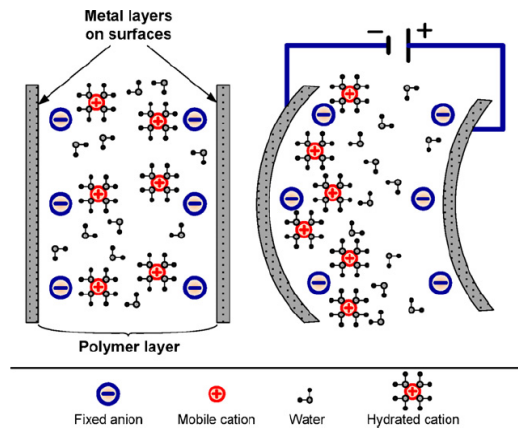 Metal layers
on surfaces
− +
Polymer layer
Fixed anion Mobile cation Water Hydrated cation